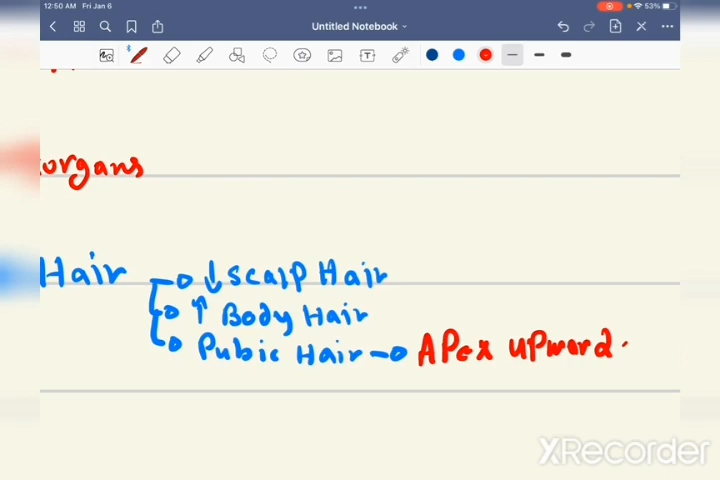 12:50 AM Fri Jan 6
53%
Untitled Notebook
organs
Hair
↓ Scalp Hair
↑ Body Hair
Pubic Hair → Apex upward
XRecorder